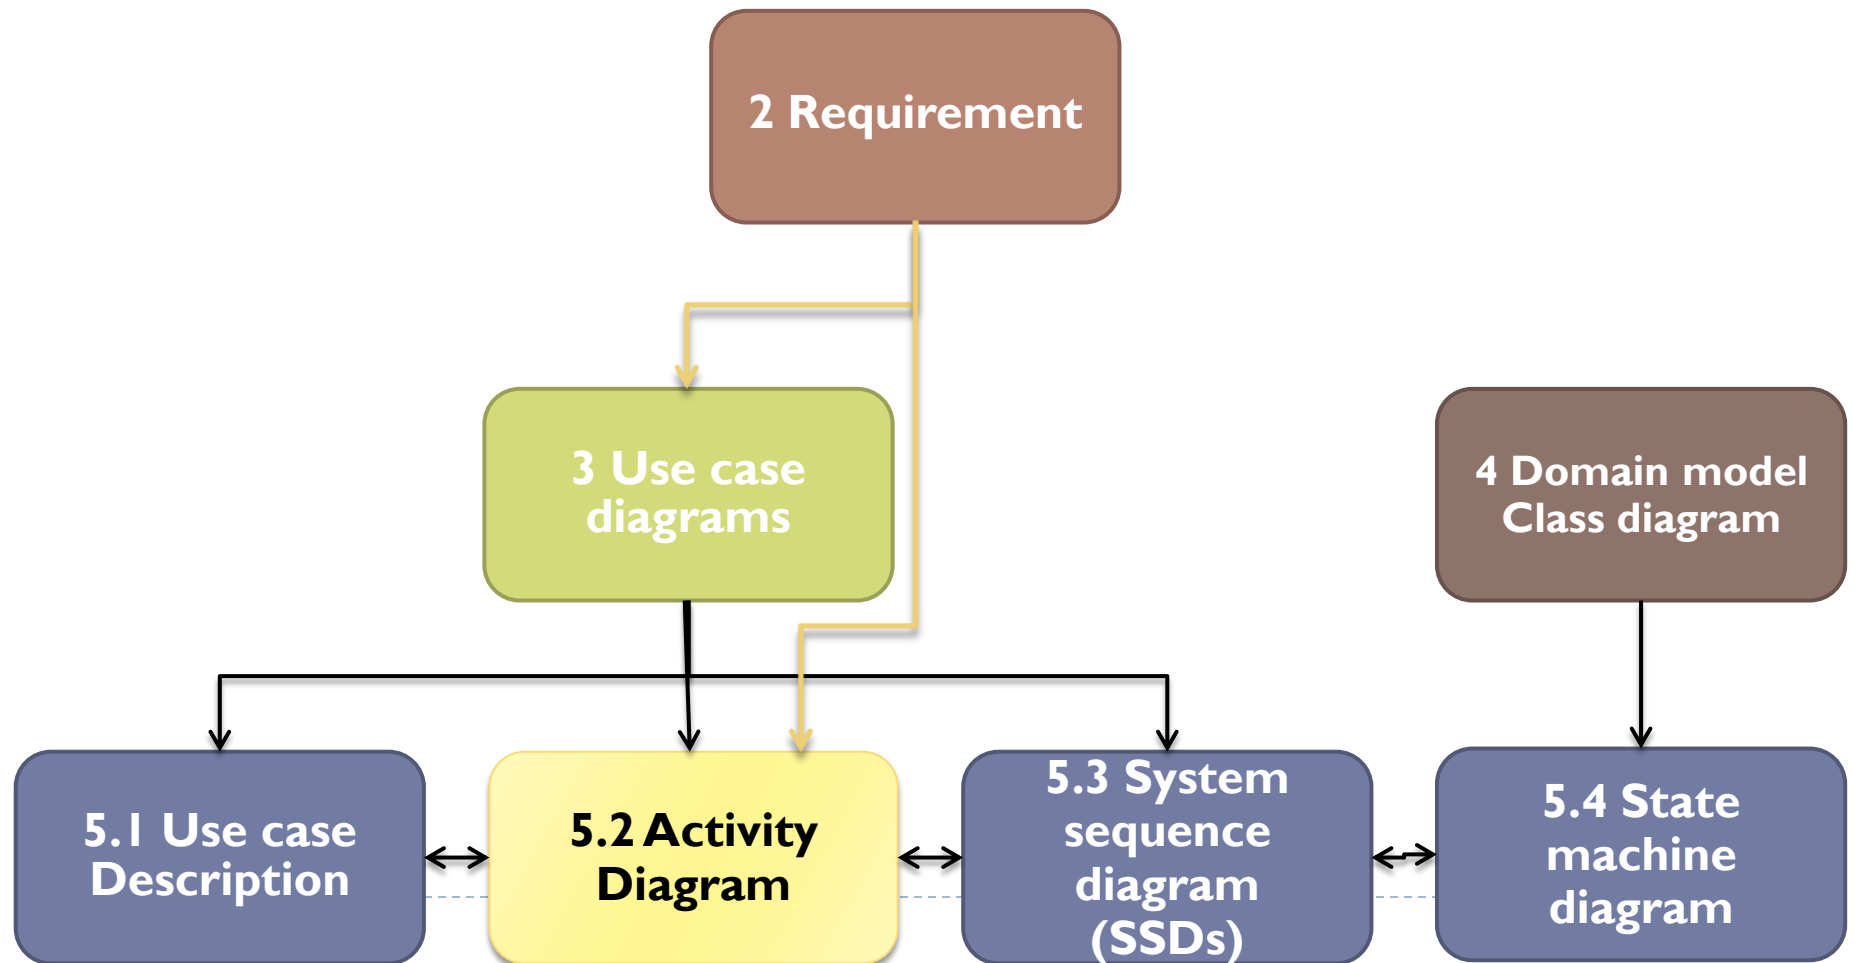 2 Requirement
3 Use case
diagrams
4 Domain model
Class diagram
5.1 Use case
Description
5.2 Activity
Diagram
5.3 System
sequence
diagram
(SSDs)
5.4 State
machine
diagram